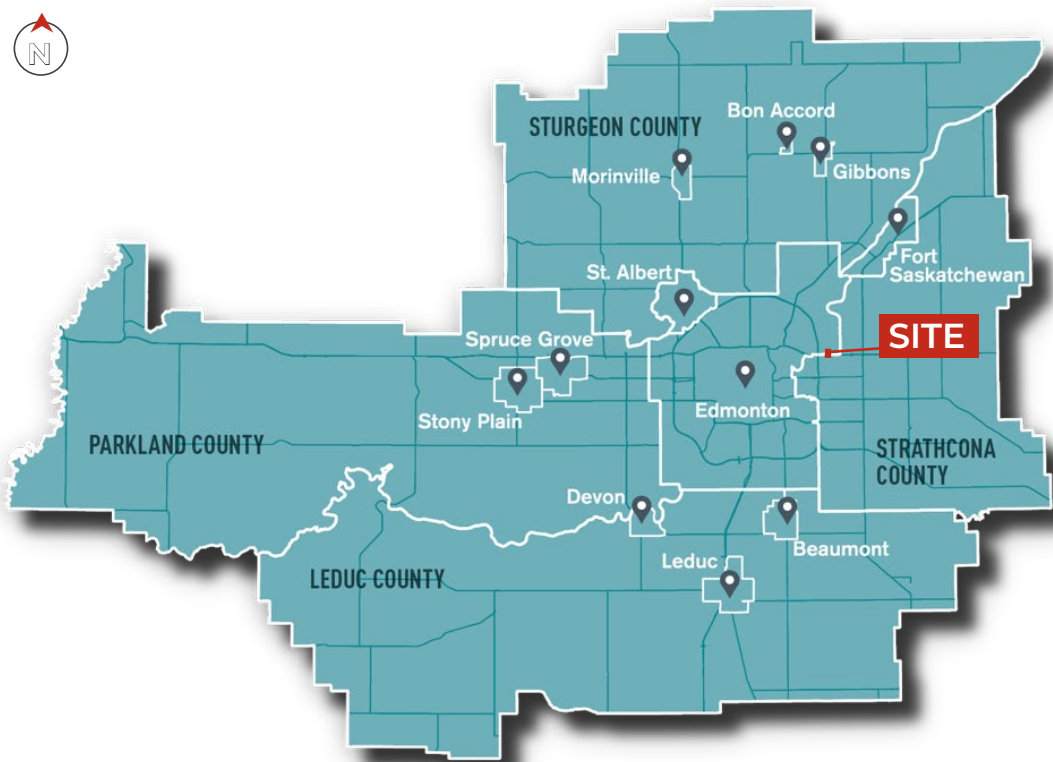 N
Bon Accord
STURGEON COUNTY
Morinville
Gibbons
Fort
Saskatchewan
St. Albert
SITE
Spruce Grove
Stony Plain
Edmonton
PARKLAND COUNTY
STRATHCONA
COUNTY
Devon
Beaumont
Leduc
LEDUC COUNTY